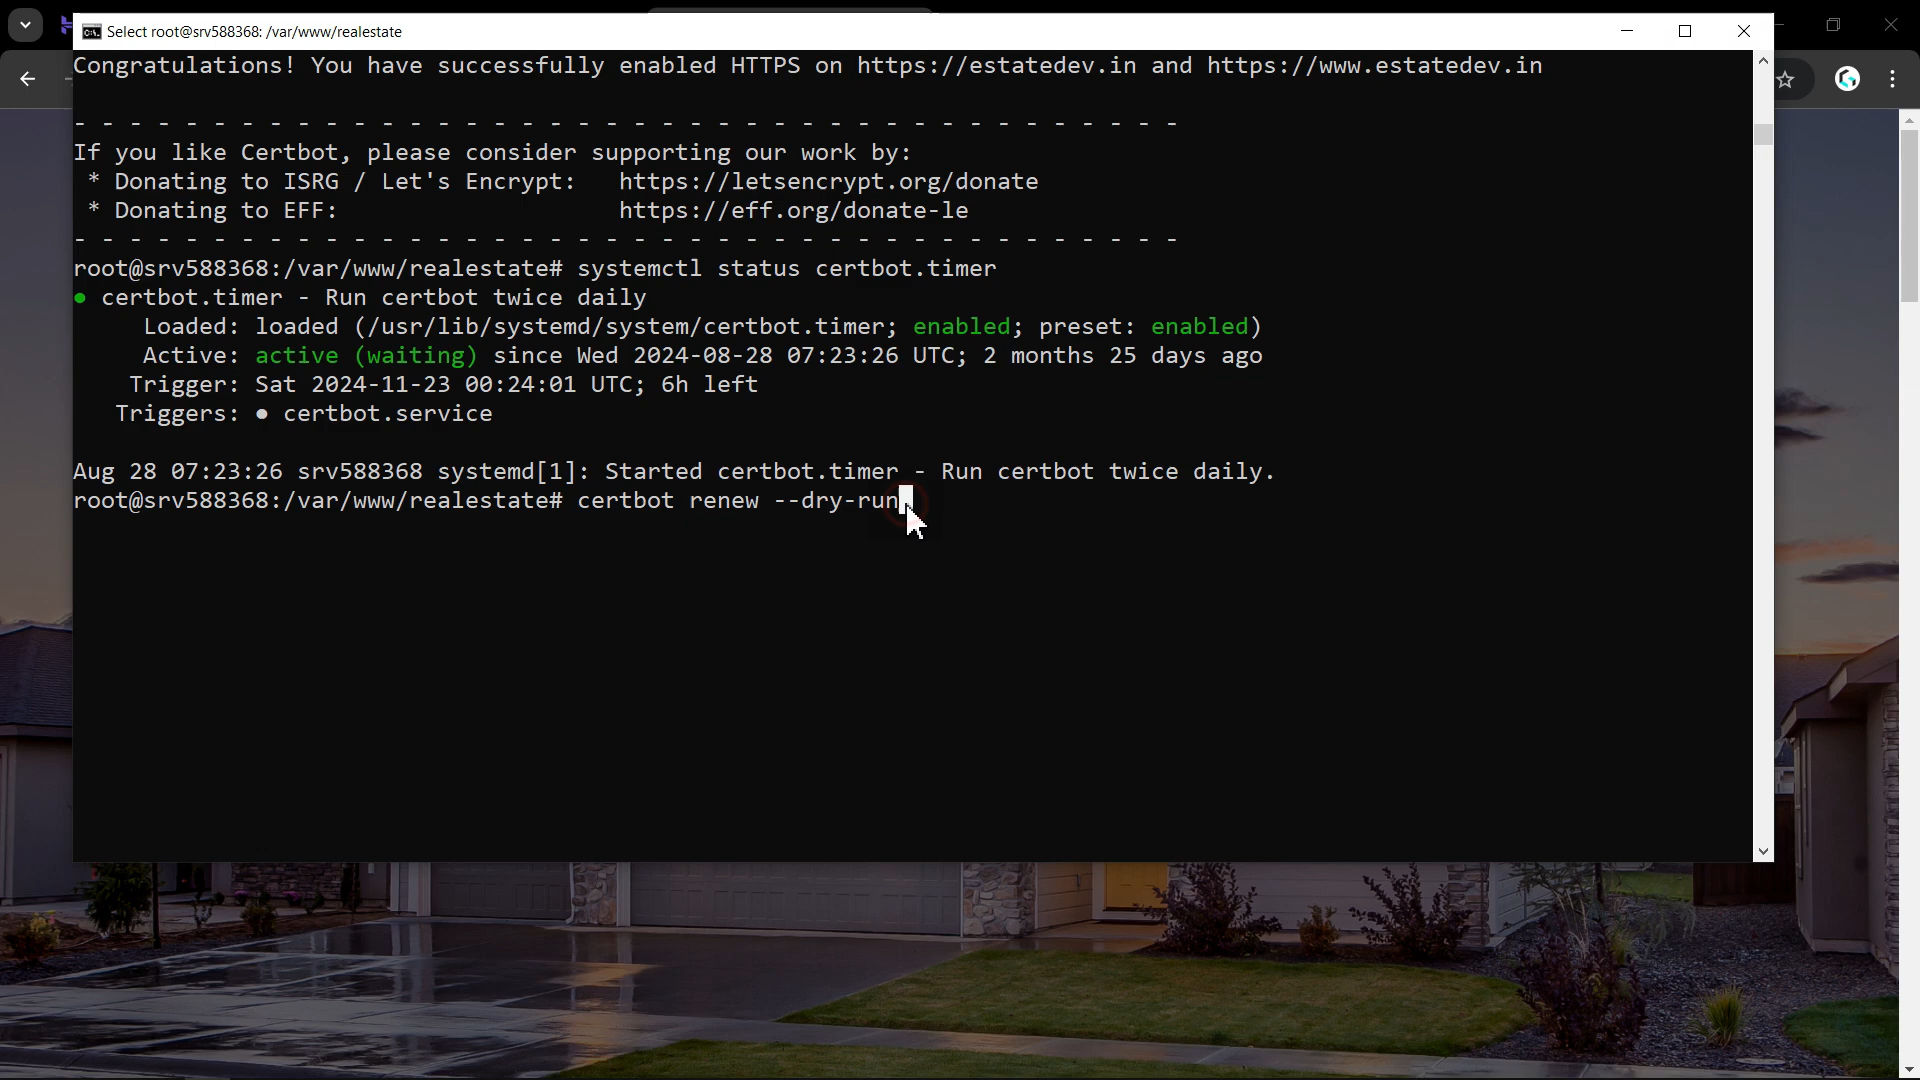 Select root@srv588368: /var/www/realestate
Congratulations! You have successfully enabled HTTPS on https://estatedev.in and https://www.estatedev.in
- - - - - - - - - - - - - - - - - - - - - - - - - - - - - - - - - - - - - - - -
If you like Certbot, please consider supporting our work by:
* Donating to ISRG / Let's Encrypt:   https://letsencrypt.org/donate
* Donating to EFF:                    https://eff.org/donate-le
- - - - - - - - - - - - - - - - - - - - - - - - - - - - - - - - - - - - - - - -
root@srv588368:/var/www/realestate# systemctl status certbot.timer
● certbot.timer - Run certbot twice daily
Loaded: loaded (/usr/lib/systemd/system/certbot.timer; enabled; preset: enabled)
Active: active (waiting) since Wed 2024-08-28 07:23:26 UTC; 2 months 25 days ago
Trigger: Sat 2024-11-23 00:24:01 UTC; 6h left
Triggers: ● certbot.service
Aug 28 07:23:26 srv588368 systemd[1]: Started certbot.timer - Run certbot twice daily.
root@srv588368:/var/www/realestate# certbot renew --dry-run